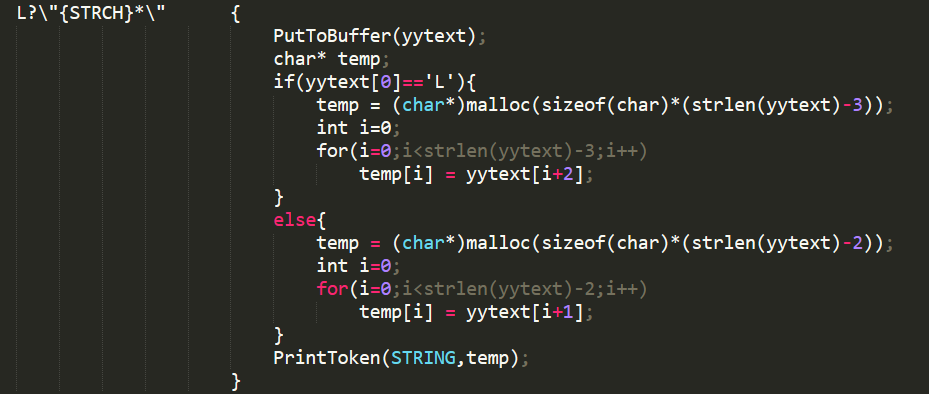 L?\"{STRCH}*\"      {
                        PutToBuffer(yytext);
                        char* temp;
                        if(yytext[0]=='L'){
                            temp = (char*)malloc(sizeof(char)*(strlen(yytext)-3));
                            int i=0;
                            for(i=0;i<strlen(yytext)-3;i++)
                                temp[i] = yytext[i+2];
                        }
                        else{
                            temp = (char*)malloc(sizeof(char)*(strlen(yytext)-2));
                            int i=0;
                            for(i=0;i<strlen(yytext)-2;i++)
                                temp[i] = yytext[i+1];
                        }
                        PrintToken(STRING,temp);
                    }